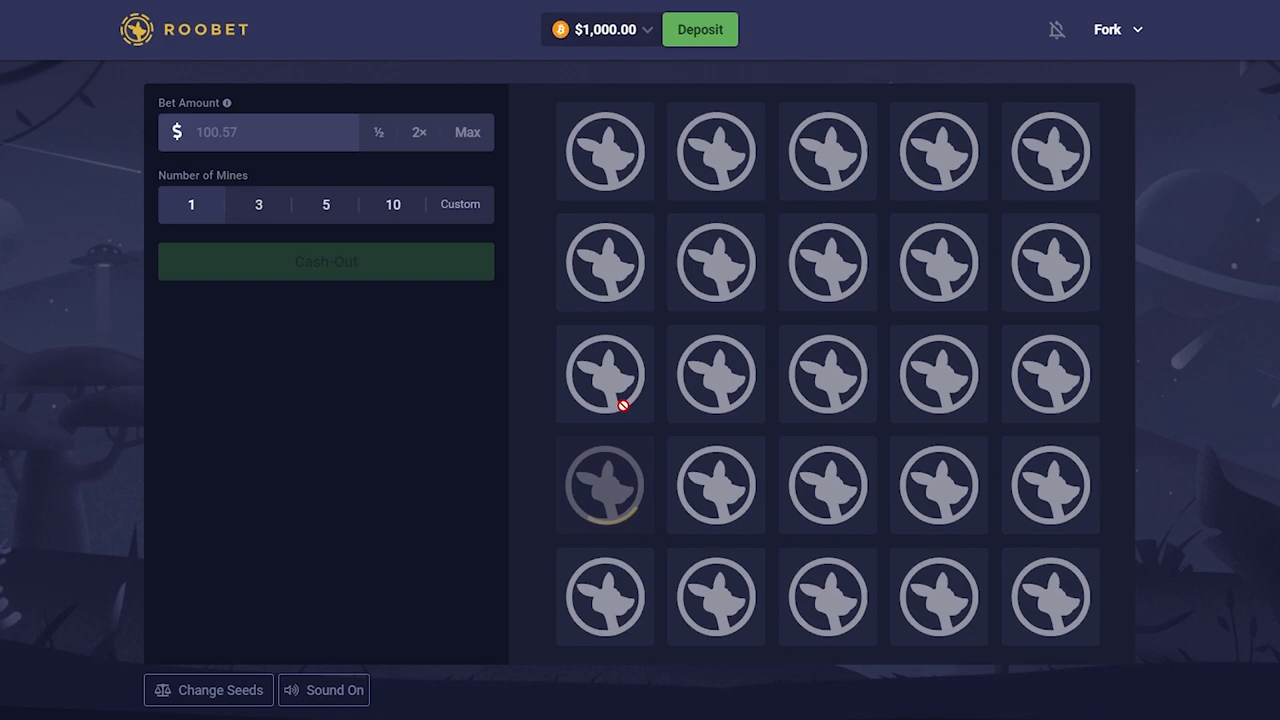 ROOBET
$1,000.00
Deposit
Fork
Bet Amount
$ 100.57 ½ 2× Max
Number of Mines
1 3 5 10 Custom
Cash-Out
Change Seeds
Sound On